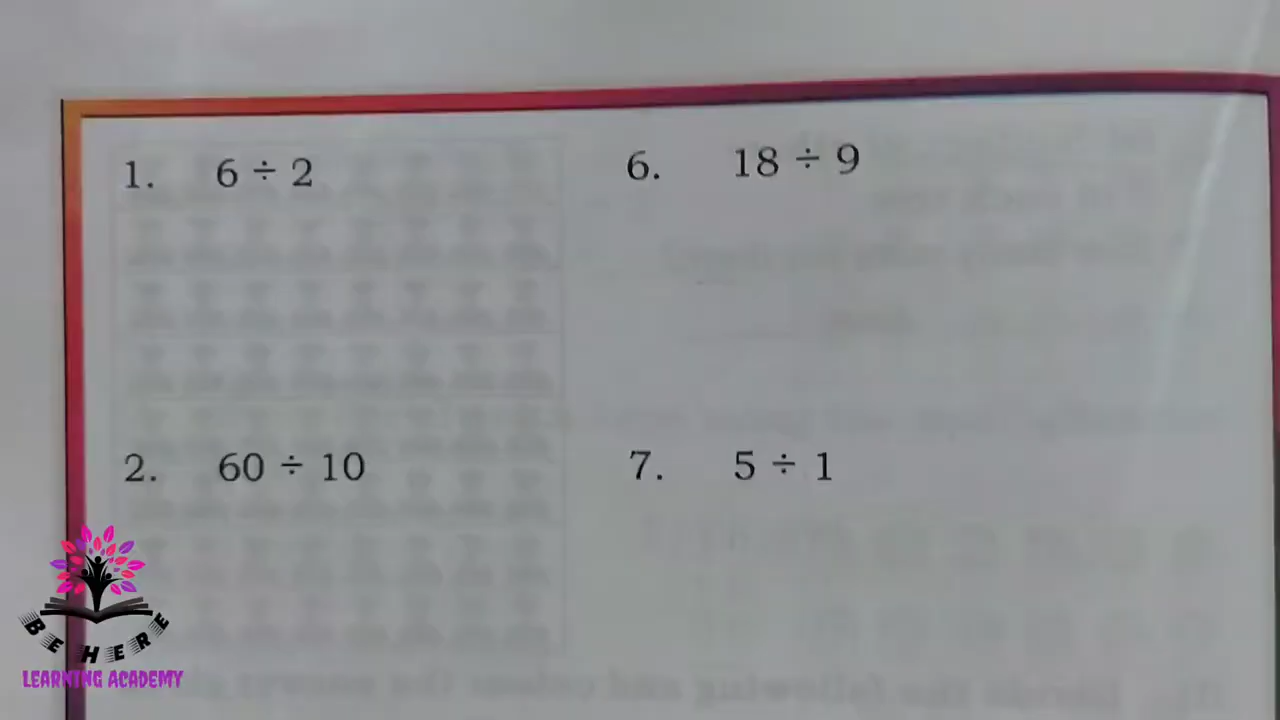 1. 6 ÷ 2
2. 60 ÷ 10
6. 18 ÷ 9
7. 5 ÷ 1
BE HERE
LEARNING ACADEMY